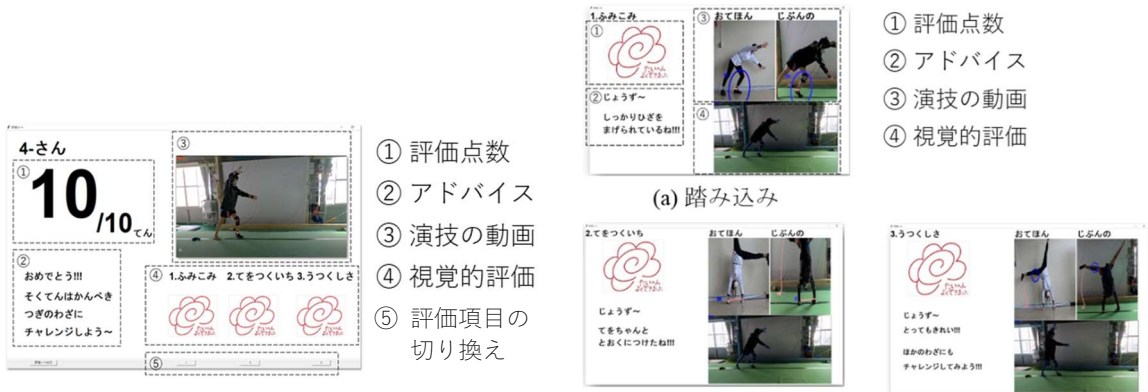 4-さん
①
10
/10てん
②
おめでとう!!!
そくてんはかんぺき
つぎのわざに
チャレンジしよう～
③
④ 1.ふみこみ 2.てをつくいち 3.うつくしさ
⑤
① 評価点数
② アドバイス
③ 演技の動画
④ 視覚的評価
⑤ 評価項目の
切り換え
1.ふみこみ
①
② じょうず～
しっかりひざを
まげられているね!!!
③ おてほん じぶんの
④
(a) 踏み込み
① 評価点数
② アドバイス
③ 演技の動画
④ 視覚的評価
2.てをつくいち
おてほん じぶんの
じょうず～
てをちゃんと
とおくにつけたね!!!
3.うつくしさ
おてほん じぶんの
じょうず～
とってもきれい!!!
ほかのわざにも
チャレンジしてみよう!!!